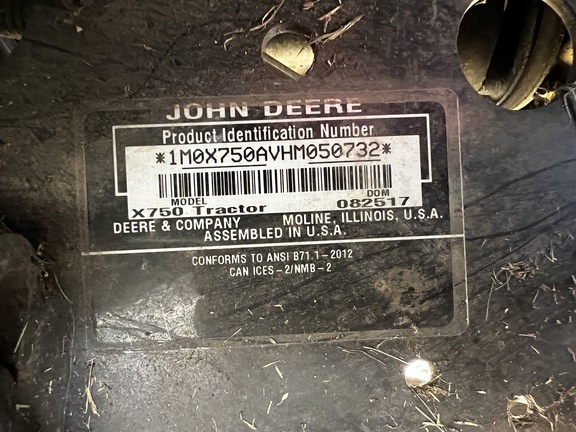 JOHN DEERE
Product Identification Number
*1M0X750AVHM050732*
MODEL DOM
X750 Tractor 082517
DEERE & COMPANY MOLINE, ILLINOIS, U.S.A.
ASSEMBLED IN U.S.A.
CONFORMS TO ANSI B71.1-2012
CAN ICES-2/NMB-2